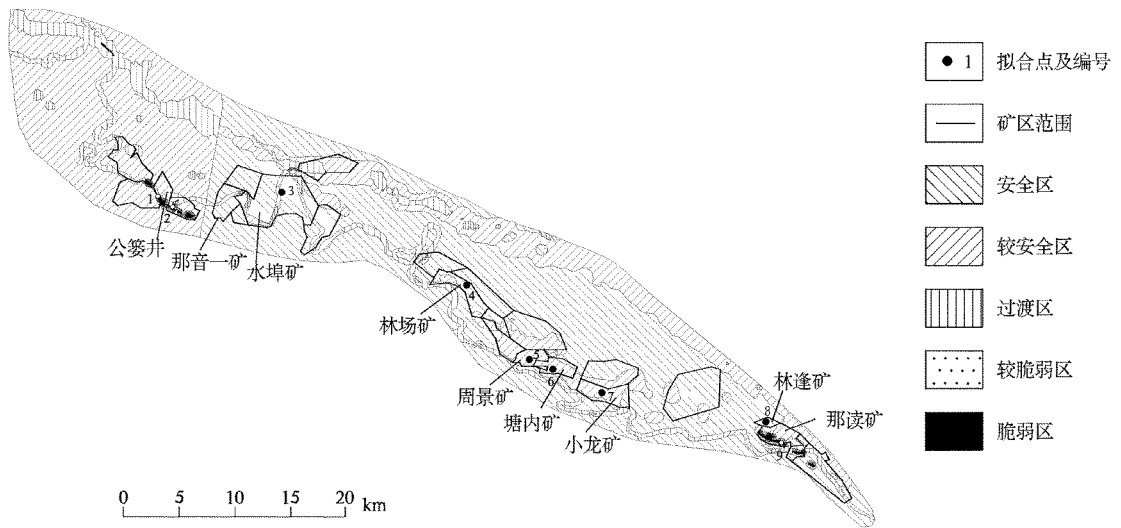 1 拟合点及编号
矿区范围
安全区
较安全区
过渡区
较脆弱区
脆弱区
1
2
3
公篓井
那音一矿
水埠矿
4
林场矿
5
6
周景矿
塘内矿
7
小龙矿
8
林逢矿
那读矿
9
0 5 10 15 20 km